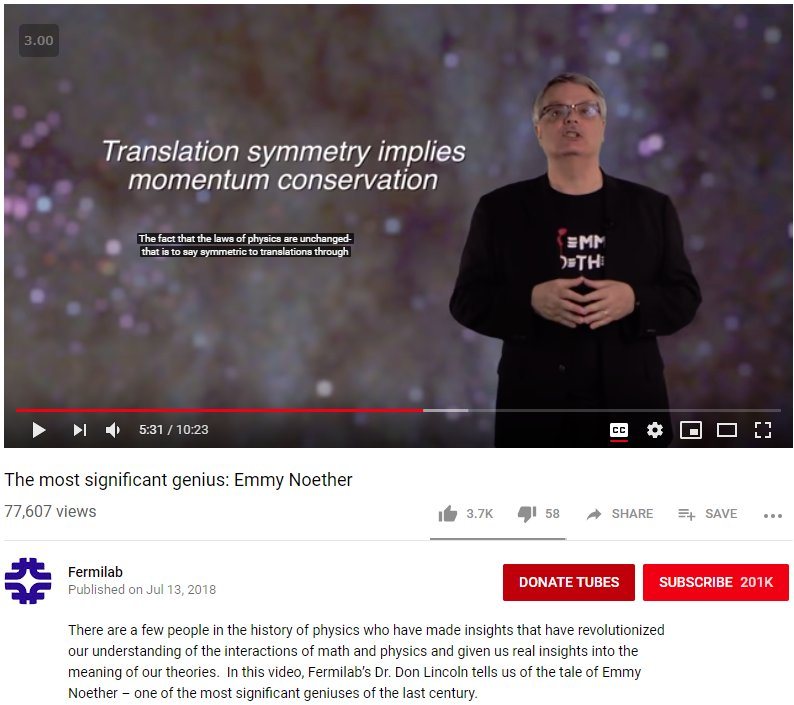 3.00
Translation symmetry implies
momentum conservation
The fact that the laws of physics are unchanged-
that is to say symmetric to translations through
5:31 / 10:23
CC
The most significant genius: Emmy Noether
77,607 views
3.7K 58 SHARE SAVE
Fermilab
Published on Jul 13, 2018
DONATE TUBES SUBSCRIBE 201K
There are a few people in the history of physics who have made insights that have revolutionized
our understanding of the interactions of math and physics and given us real insights into the
meaning of our theories. In this video, Fermilab's Dr. Don Lincoln tells us of the tale of Emmy
Noether – one of the most significant geniuses of the last century.